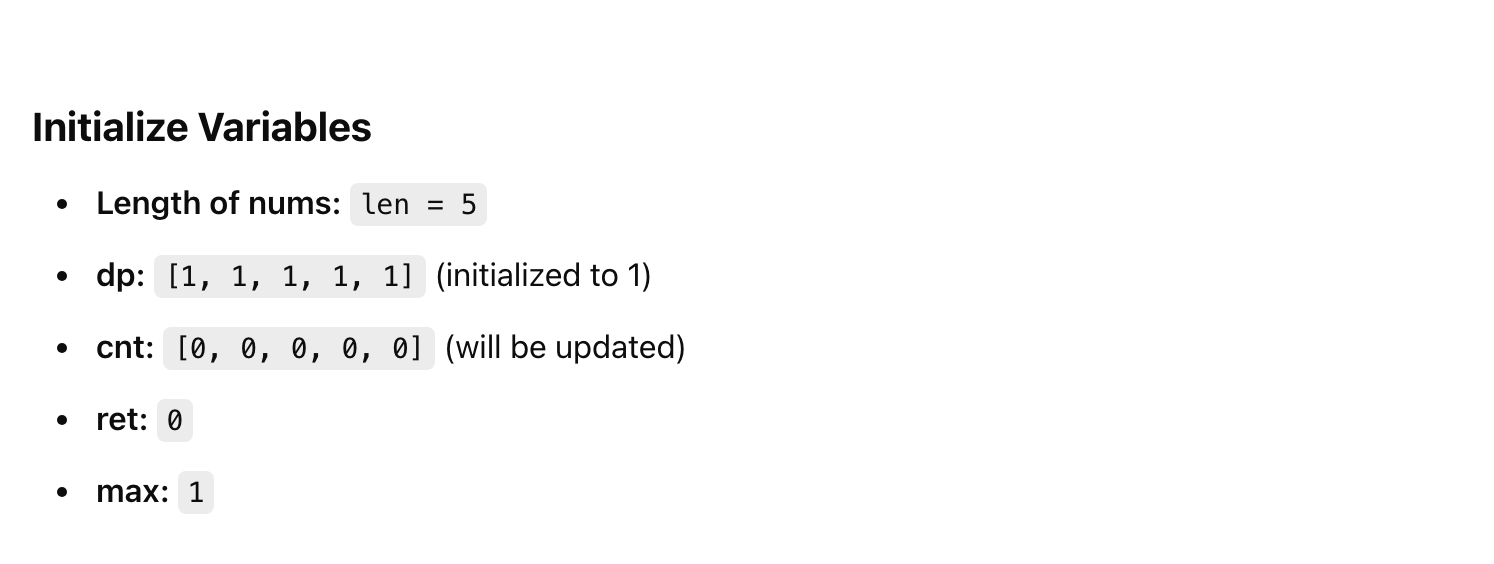 Initialize Variables
• Length of nums: len = 5
• dp: [1, 1, 1, 1, 1] (initialized to 1)
• cnt: [0, 0, 0, 0, 0] (will be updated)
• ret: 0
• max: 1